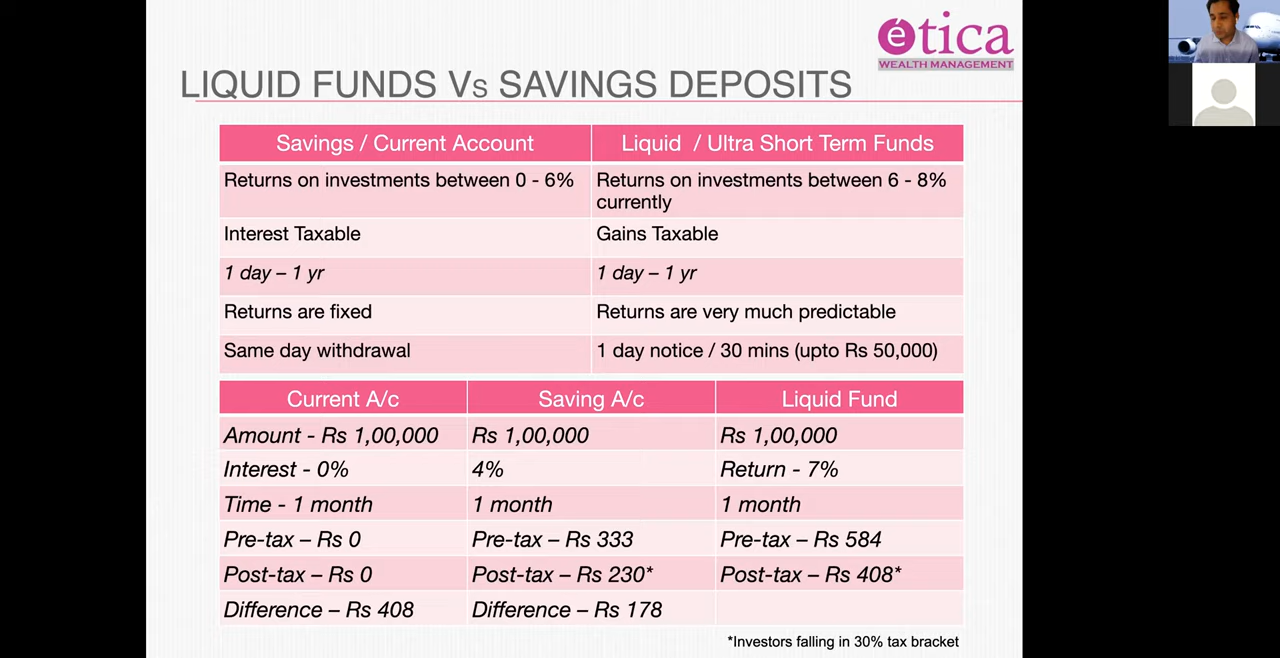 ética
WEALTH MANAGEMENT
LIQUID FUNDS Vs SAVINGS DEPOSITS
Savings / Current Account
Liquid / Ultra Short Term Funds
Returns on investments between 0 - 6%
Returns on investments between 6 - 8%
currently
Interest Taxable
Gains Taxable
1 day – 1 yr
1 day – 1 yr
Returns are fixed
Returns are very much predictable
Same day withdrawal
1 day notice / 30 mins (upto Rs 50,000)
Current A/c
Saving A/c
Liquid Fund
Amount - Rs 1,00,000
Rs 1,00,000
Rs 1,00,000
Interest - 0%
4%
Return - 7%
Time - 1 month
1 month
1 month
Pre-tax – Rs 0
Pre-tax – Rs 333
Pre-tax – Rs 584
Post-tax – Rs 0
Post-tax – Rs 230*
Post-tax – Rs 408*
Difference – Rs 408
Difference – Rs 178
*Investors falling in 30% tax bracket